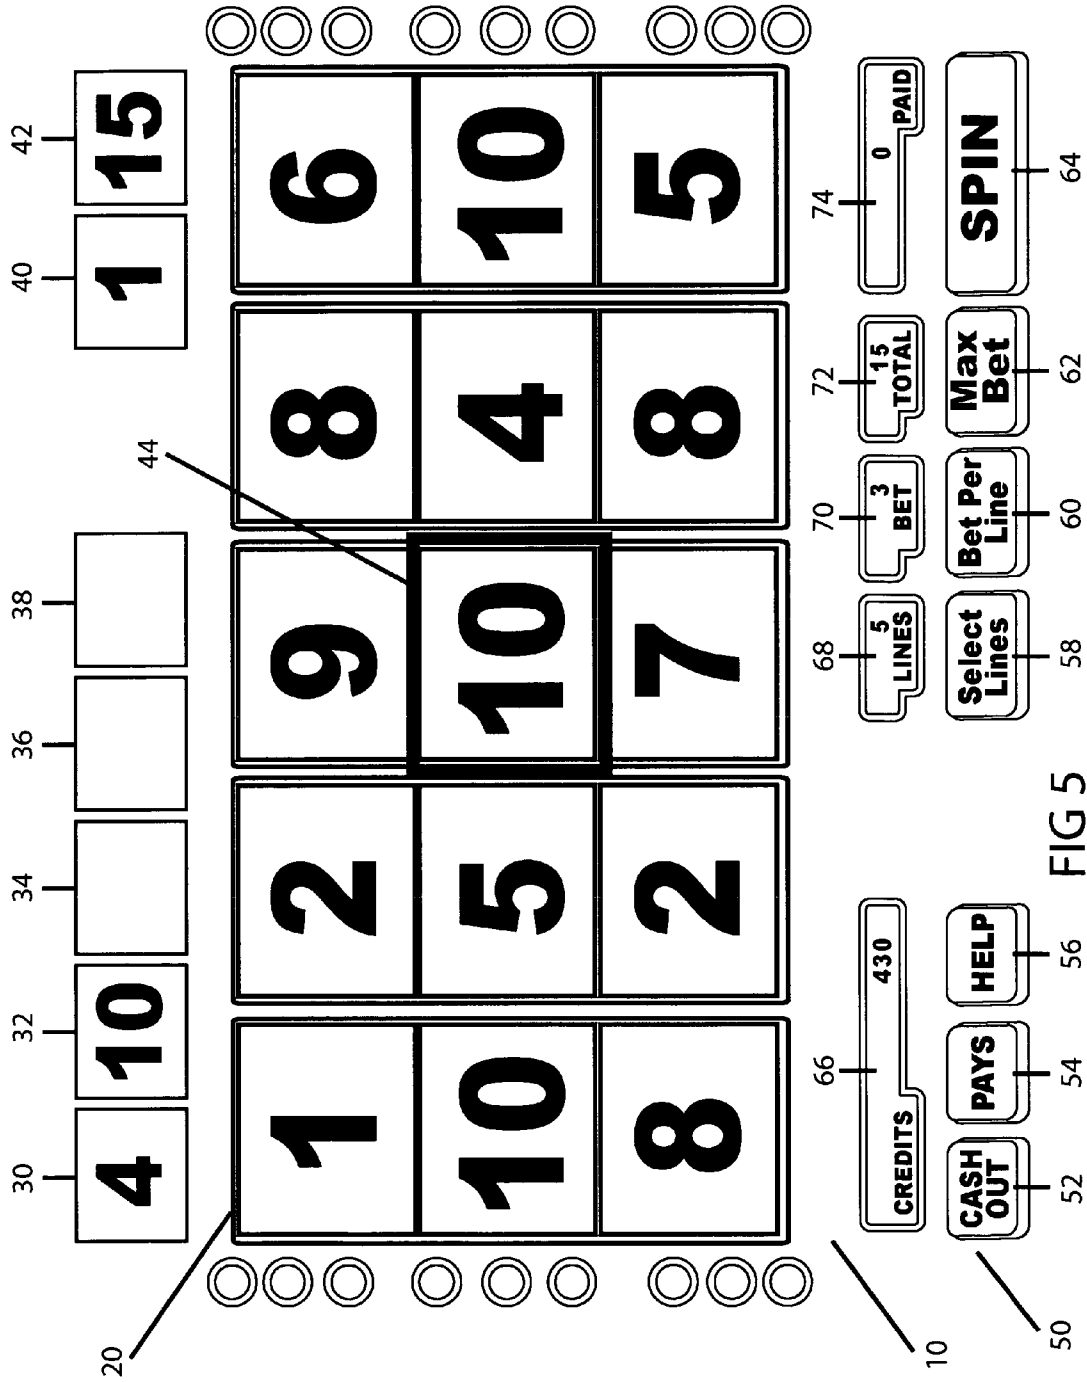 30 32 34 36 38 40 42
4 10 1 15
44
20
1 2 9 8 6
10 5 10 4 10
8 2 7 8 5
10
66 68 70 72 74
430 5 3 15 0
CREDITS LINES BET TOTAL PAID
CASH OUT PAYS HELP Select Lines Bet Per Line Max Bet SPIN
50
52 54 56 58 60 62 64
FIG 5